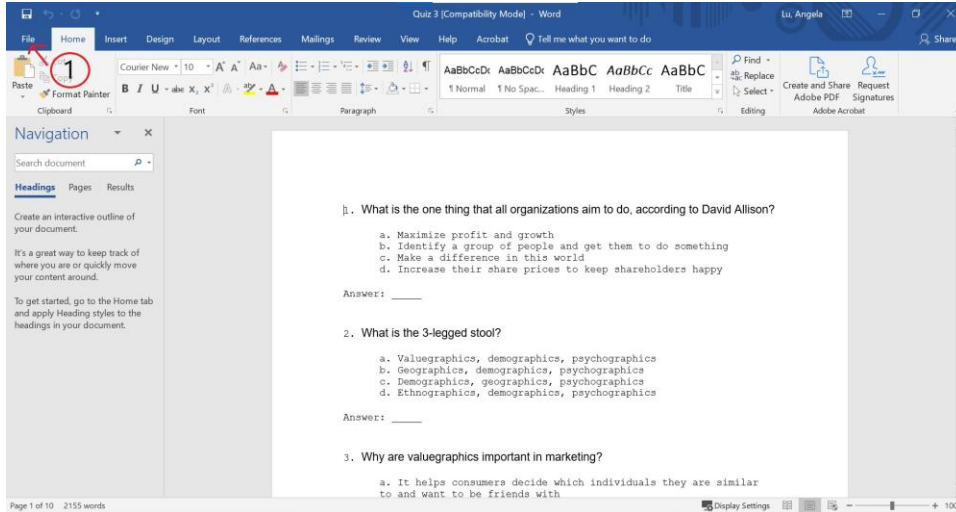 Quiz 3 [Compatibility Mode] - Word
Lu, Angela
File Home Insert Design Layout References Mailings Review View Help Acrobat Tell me what you want to do Share
1
Paste
Format Painter
Clipboard
Courier New 10
Font
Paragraph
AaBbCcDc AaBbCcDc AaBbC AaBbCc AaBbC
¶ Normal ¶ No Spac... Heading 1 Heading 2 Title
Styles
Find
Replace
Select
Editing
Create and Share Adobe PDF
Request Signatures
Adobe Acrobat
Navigation
Search document
Headings Pages Results
Create an interactive outline of
your document.
It's a great way to keep track of
where you are or quickly move
your content around.
To get started, go to the Home tab
and apply Heading styles to the
headings in your document.
1. What is the one thing that all organizations aim to do, according to David Allison?
a. Maximize profit and growth
b. Identify a group of people and get them to do something
c. Make a difference in this world
d. Increase their share prices to keep shareholders happy
Answer: _____
2. What is the 3-legged stool?
a. Valuegraphics, demographics, psychographics
b. Geographics, demographics, psychographics
c. Demographics, geographics, psychographics
d. Ethnographics, demographics, psychographics
Answer: _____
3. Why are valuegraphics important in marketing?
a. It helps consumers decide which individuals they are similar
to and want to be friends with
Page 1 of 10 2155 words
Display Settings
100